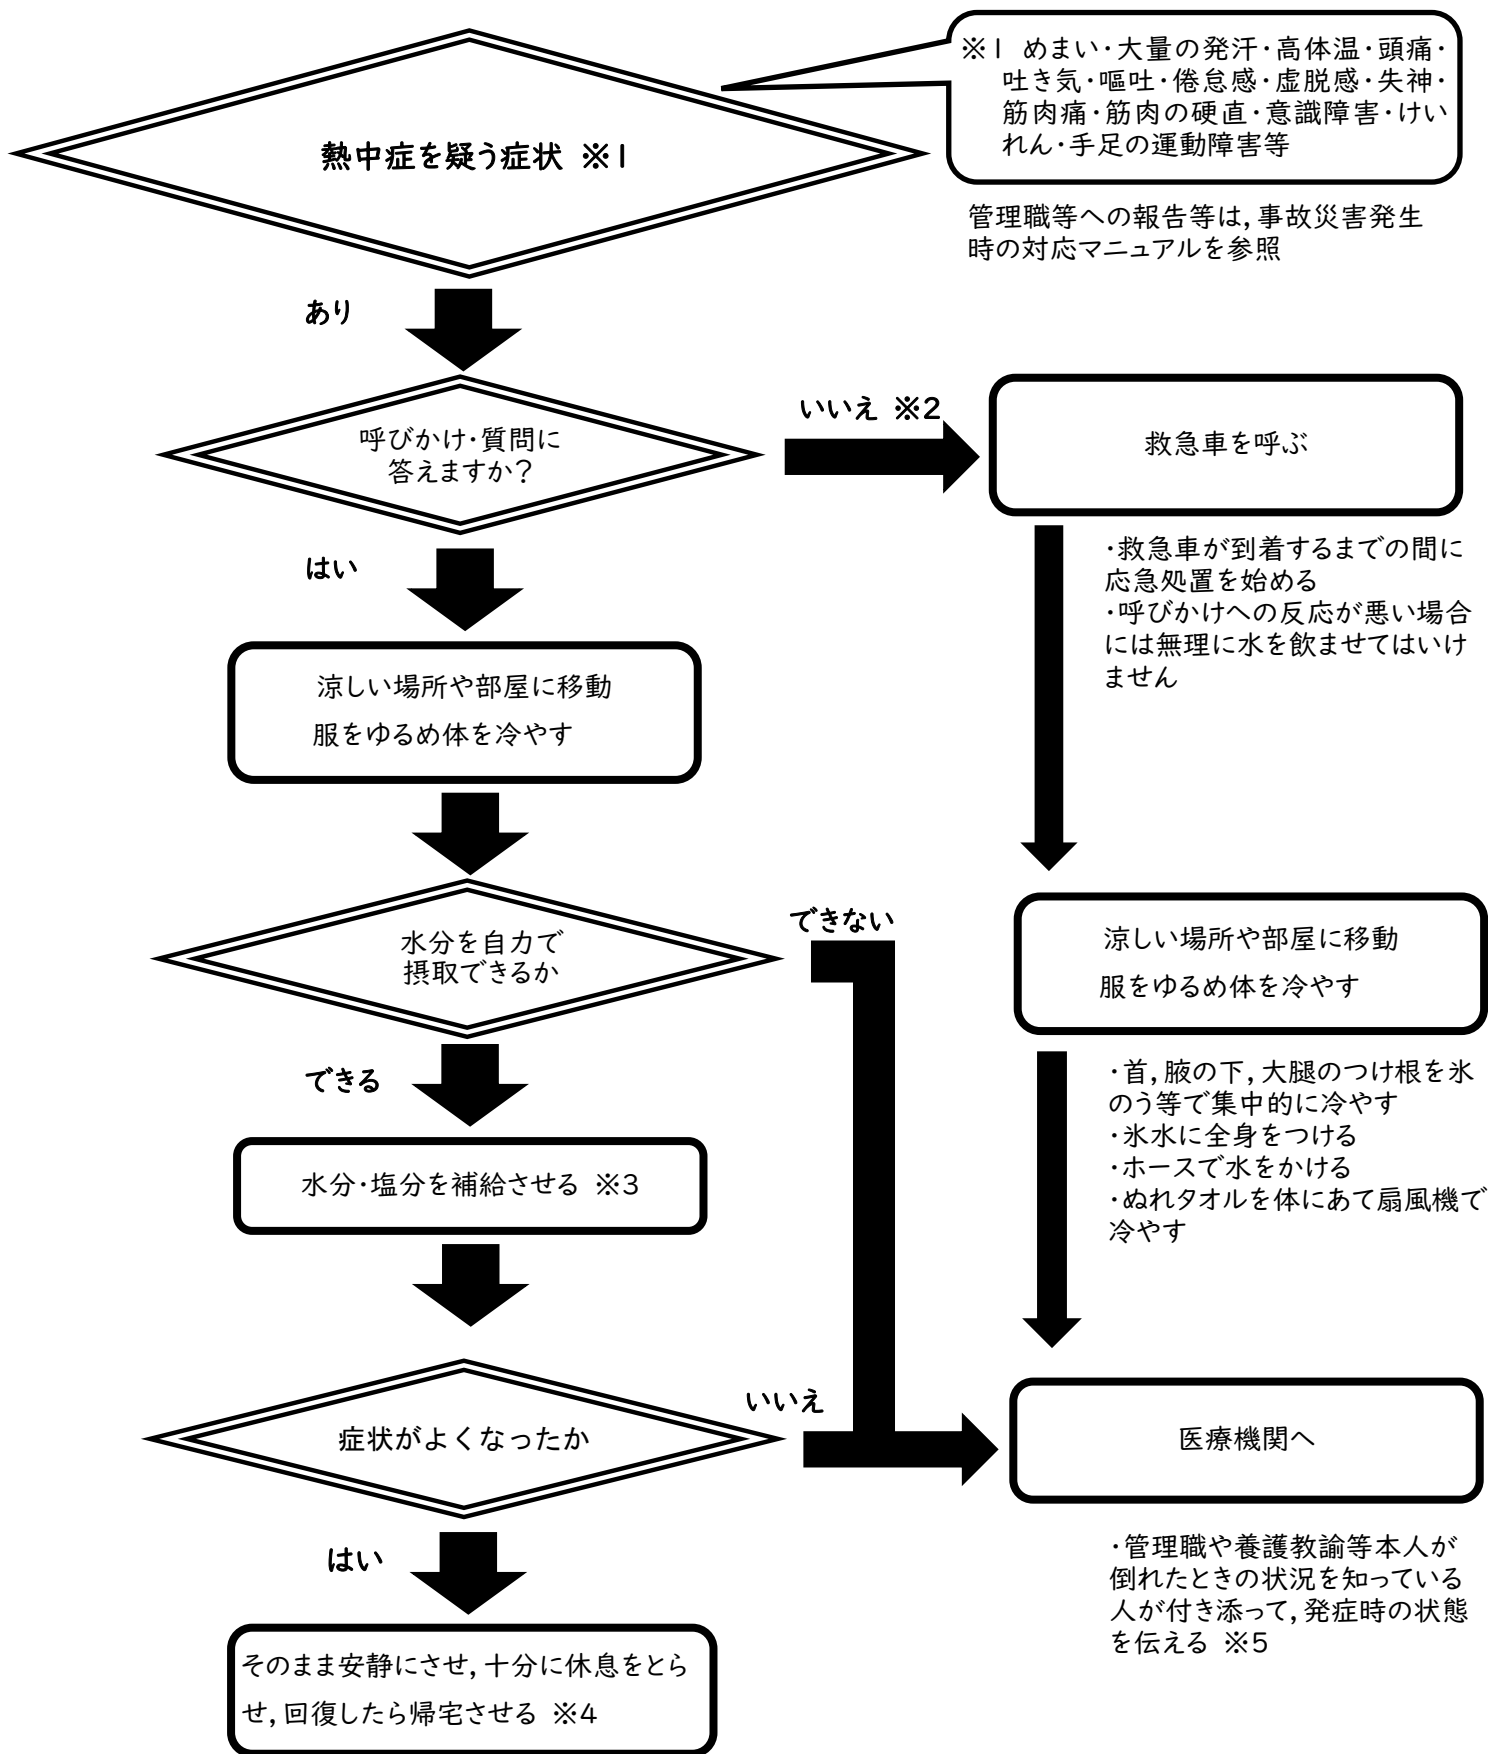 ※1 めまい・大量の発汗・高体温・頭痛・
吐き気・嘔吐・倦怠感・虚脱感・失神・
筋肉痛・筋肉の硬直・意識障害・けい
れん・手足の運動障害等
熱中症を疑う症状 ※1
管理職等への報告等は,事故災害発生
時の対応マニュアルを参照
あり
呼びかけ・質問に
答えますか?
いいえ ※2
救急車を呼ぶ
・救急車が到着するまでの間に
応急処置を始める
・呼びかけへの反応が悪い場合
には無理に水を飲ませてはいけ
ません
はい
涼しい場所や部屋に移動
服をゆるめ体を冷やす
水分を自力で
摂取できるか
できない
涼しい場所や部屋に移動
服をゆるめ体を冷やす
・首,腋の下,大腿のつけ根を氷
のう等で集中的に冷やす
・氷水に全身をつける
・ホースで水をかける
・ぬれタオルを体にあて扇風機で
冷やす
できる
水分・塩分を補給させる ※3
症状がよくなったか
いいえ
医療機関へ
・管理職や養護教諭等本人が
倒れたときの状況を知っている
人が付き添って,発症時の状態
を伝える ※5
はい
そのまま安静にさせ,十分に休息をとら
せ,回復したら帰宅させる ※4